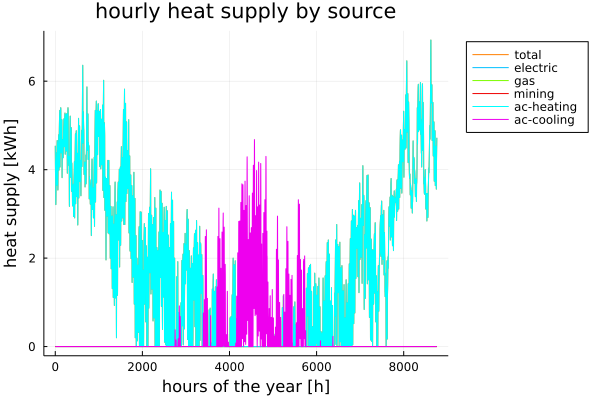 hourly heat supply by source
heat supply [kWh]
6
4
2
0
0
2000
4000
6000
8000
hours of the year [h]
total
electric
gas
mining
ac-heating
ac-cooling